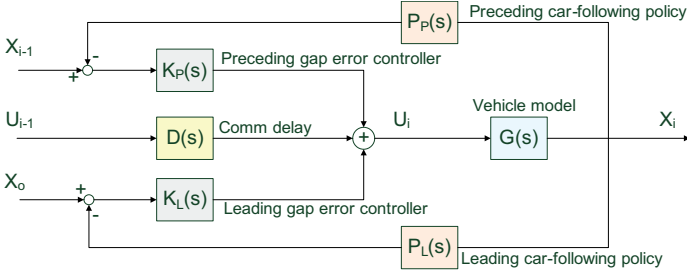 P_P(s) Preceding car-following policy
X_{i-1}
- +
K_P(s) Preceding gap error controller
U_{i-1} D(s) Comm delay + U_i Vehicle model G(s) X_i
X_o
+ -
K_L(s) Leading gap error controller
P_L(s) Leading car-following policy